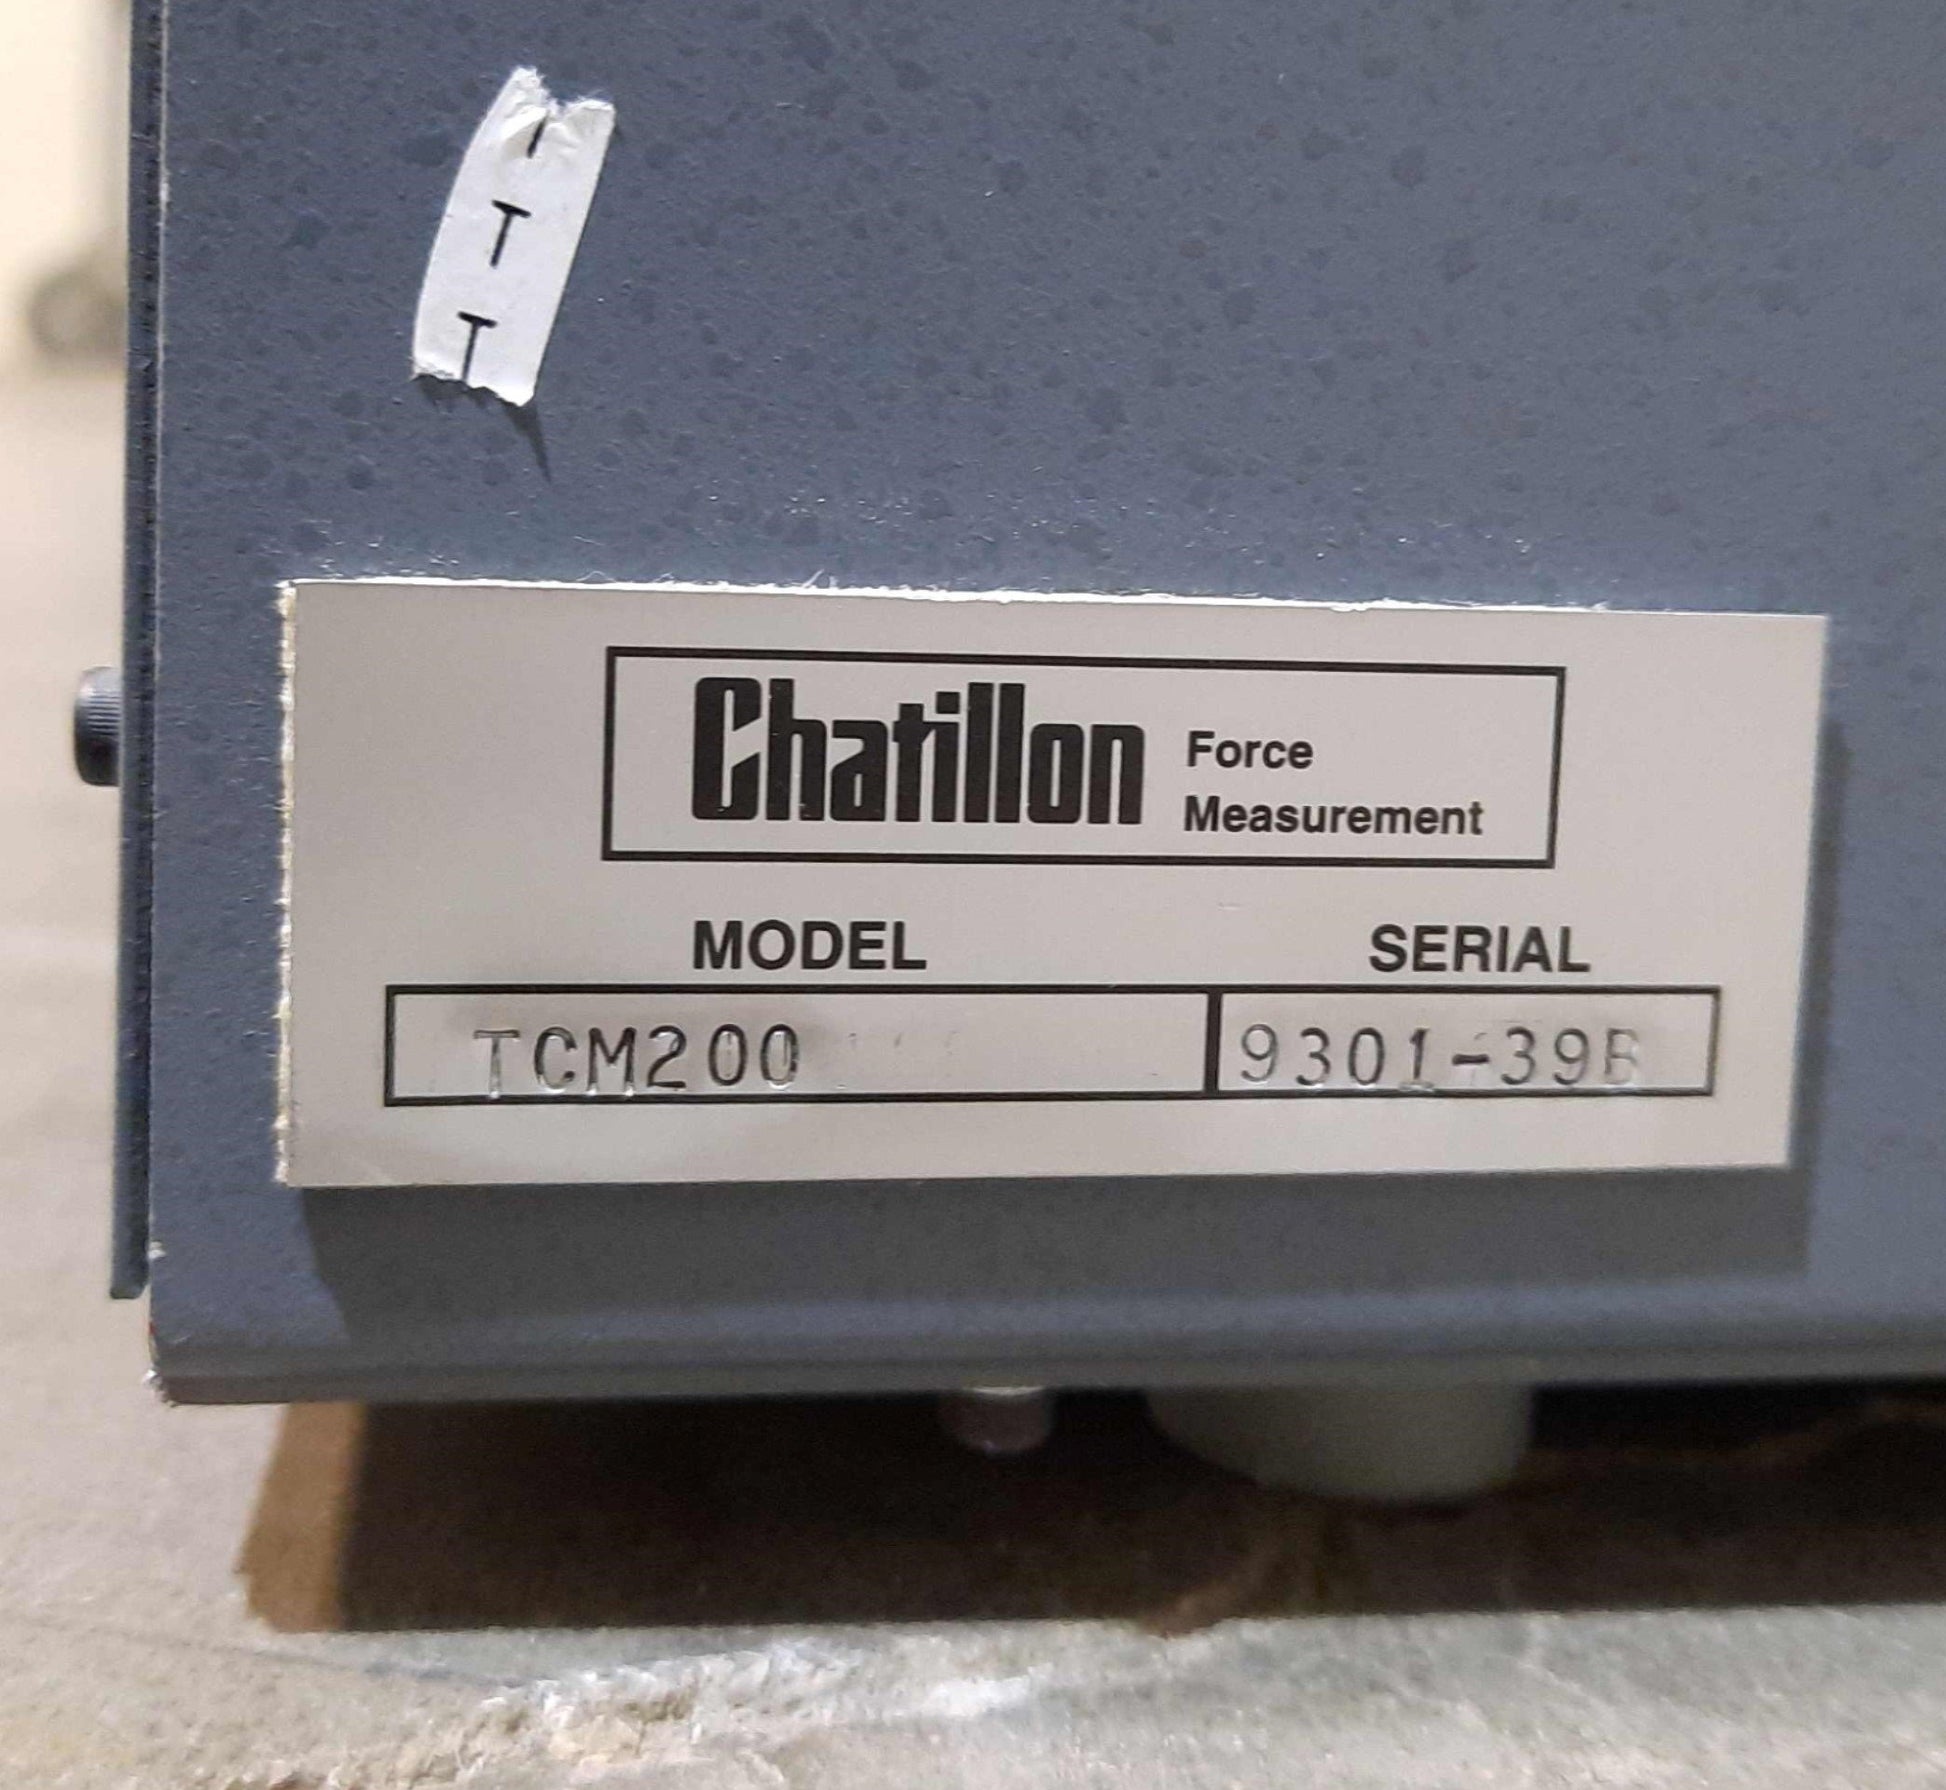 T
T
Chatillon Force
Measurement
MODEL SERIAL
TCM200 9301-39B